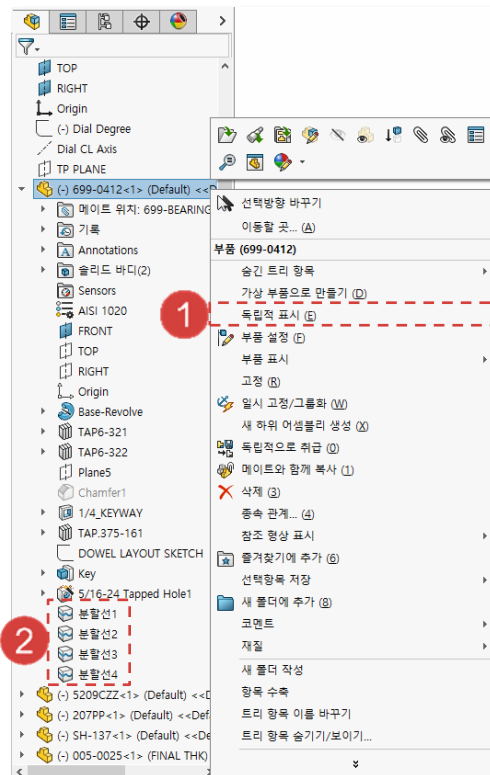 TOP
RIGHT
Origin
(-) Dial Degree
Dial CL Axis
TP PLANE
(-) 699-0412<1> (Default) <<D
메이트 위치: 699-BEARING
기록
Annotations
솔리드 바디(2)
Sensors
AISI 1020
FRONT
TOP
RIGHT
Origin
Base-Revolve
TAP6-321
TAP6-322
Plane5
Chamfer1
1/4_KEYWAY
TAP.375-161
DOWEL LAYOUT SKETCH
Key
5/16-24 Tapped Hole1
2
분할선1
분할선2
분할선3
분할선4
(-) 5209CZZ<1> (Default) <<D
(-) 207PP<1> (Default) <<Def
(-) SH-137<1> (Default) <<De
(-) 005-0025<1> (FINAL THK)
선택방향 바꾸기
이동할 곳... (A)
부품 (699-0412)
숨긴 트리 항목
가상 부품으로 만들기 (D)
1
독립적 표시 (E)
부품 설정 (F)
부품 표시
고정 (R)
일시 고정/그룹화 (W)
새 하위 어셈블리 생성 (X)
독립적으로 취급 (0)
메이트와 함께 복사 (1)
삭제 (3)
종속 관계... (4)
참조 형상 표시
즐겨찾기에 추가 (6)
선택항목 저장
새 폴더에 추가 (8)
코멘트
재질
새 폴더 작성
항목 수축
트리 항목 이름 바꾸기
트리 항목 숨기기/보이기...